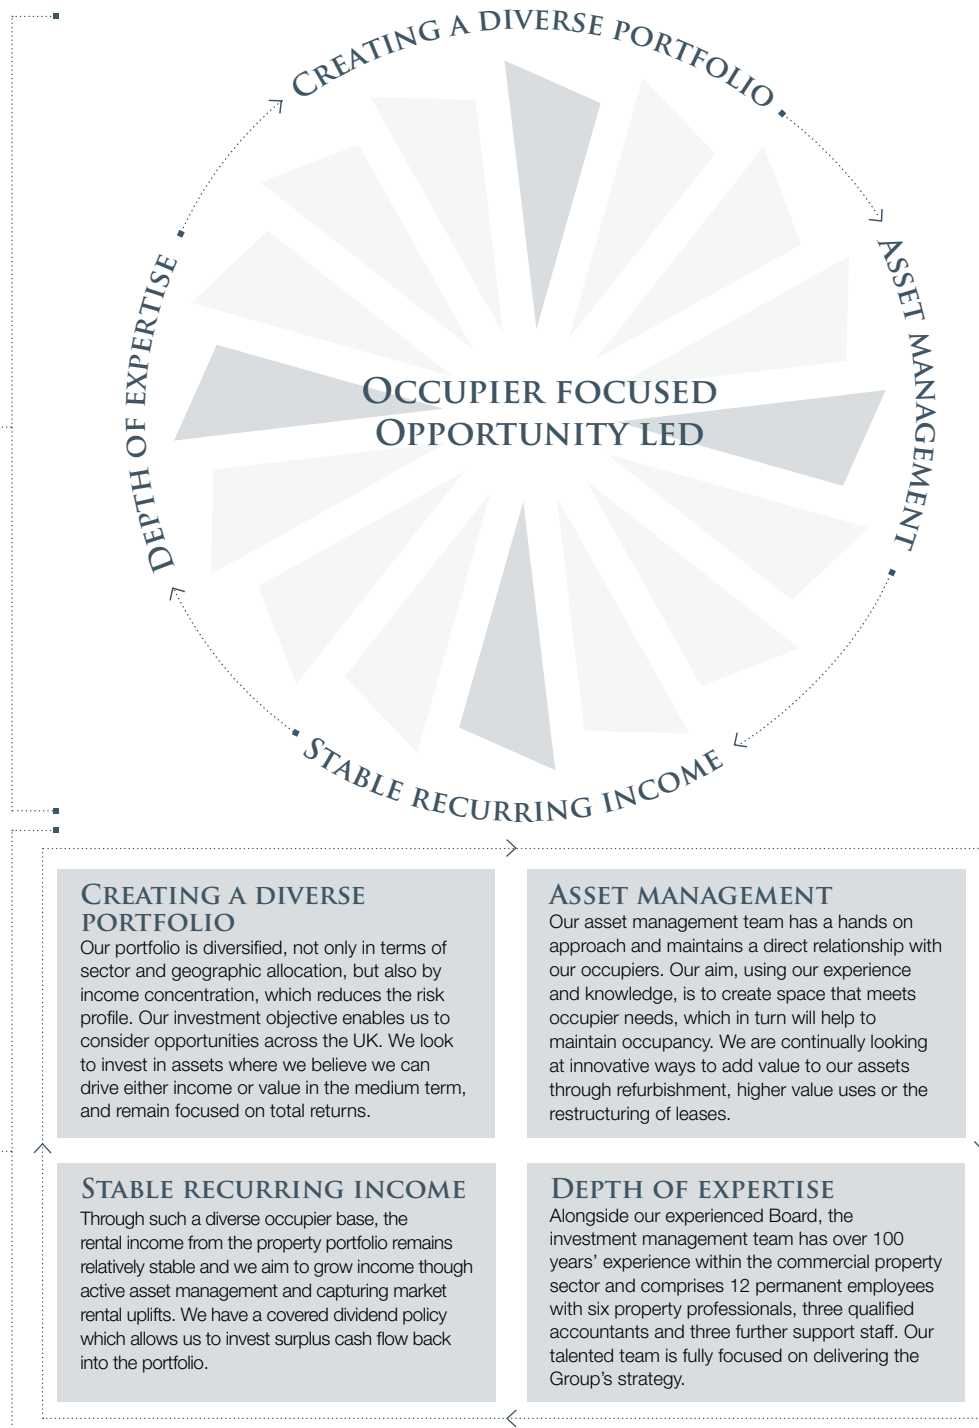 Creating a diverse portfolio
Asset management
Stable recurring income
Depth of expertise
Occupier focused
Opportunity led
Creating a diverse
portfolio
Our portfolio is diversified, not only in terms of
sector and geographic allocation, but also by
income concentration, which reduces the risk
profile. Our investment objective enables us to
consider opportunities across the UK. We look
to invest in assets where we believe we can
drive either income or value in the medium term,
and remain focused on total returns.
Asset management
Our asset management team has a hands on
approach and maintains a direct relationship with
our occupiers. Our aim, using our experience
and knowledge, is to create space that meets
occupier needs, which in turn will help to
maintain occupancy. We are continually looking
at innovative ways to add value to our assets
through refurbishment, higher value uses or the
restructuring of leases.
Stable recurring income
Through such a diverse occupier base, the
rental income from the property portfolio remains
relatively stable and we aim to grow income though
active asset management and capturing market
rental uplifts. We have a covered dividend policy
which allows us to invest surplus cash flow back
into the portfolio.
Depth of expertise
Alongside our experienced Board, the
investment management team has over 100
years’ experience within the commercial property
sector and comprises 12 permanent employees
with six property professionals, three qualified
accountants and three further support staff. Our
talented team is fully focused on delivering the
Group’s strategy.